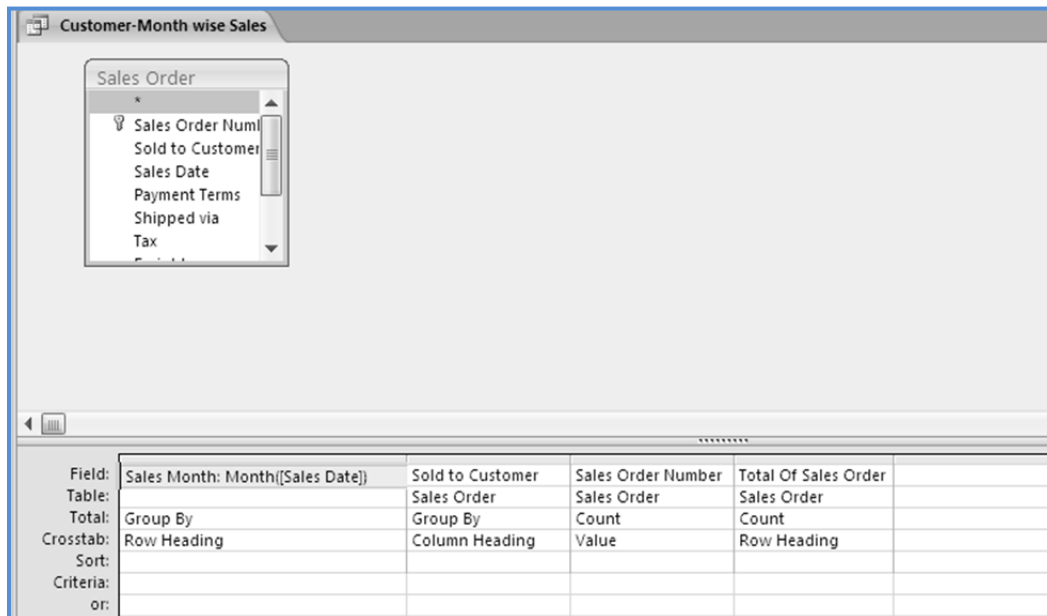 Customer-Month wise Sales
Sales Order
*
Sales Order Num
Sold to Customer
Sales Date
Payment Terms
Shipped via
Tax
Field: Sales Month: Month([Sales Date]) Sold to Customer Sales Order Number Total Of Sales Order
Table: Sales Order Sales Order Sales Order
Total: Group By Group By Count Count
Crosstab: Row Heading Column Heading Value Row Heading
Sort:
Criteria:
or: